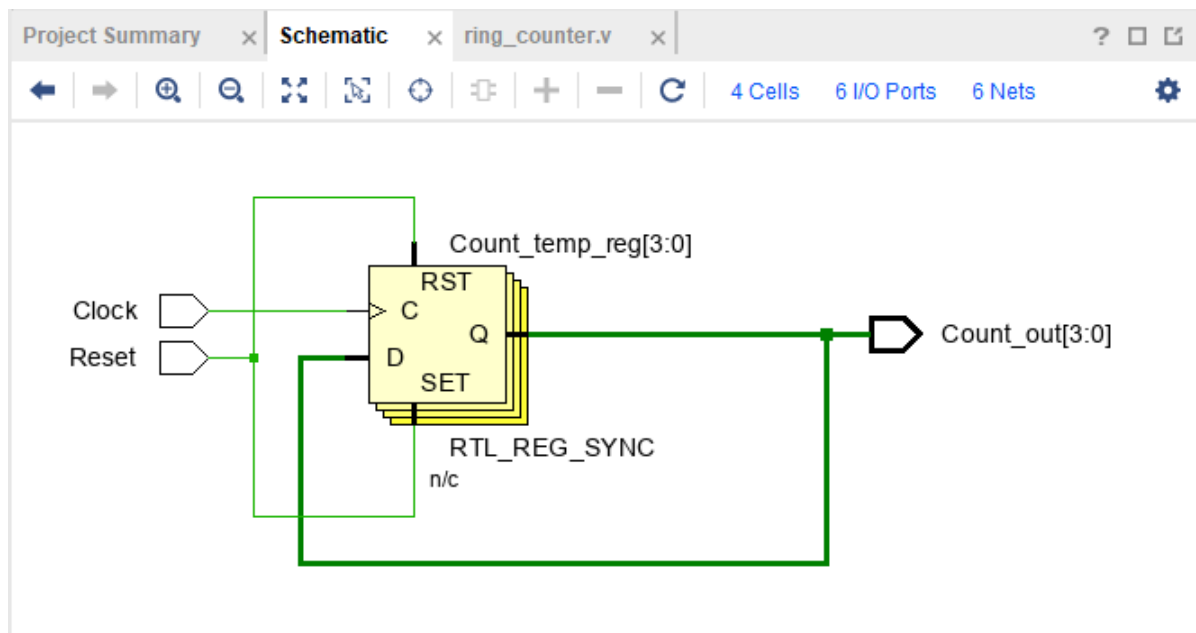 Project Summary × Schematic × ring_counter.v × ?
4 Cells 6 I/O Ports 6 Nets
Count_temp_reg[3:0]
RST
Clock
C
Q
Count_out[3:0]
Reset
D
SET
RTL_REG_SYNC
n/c